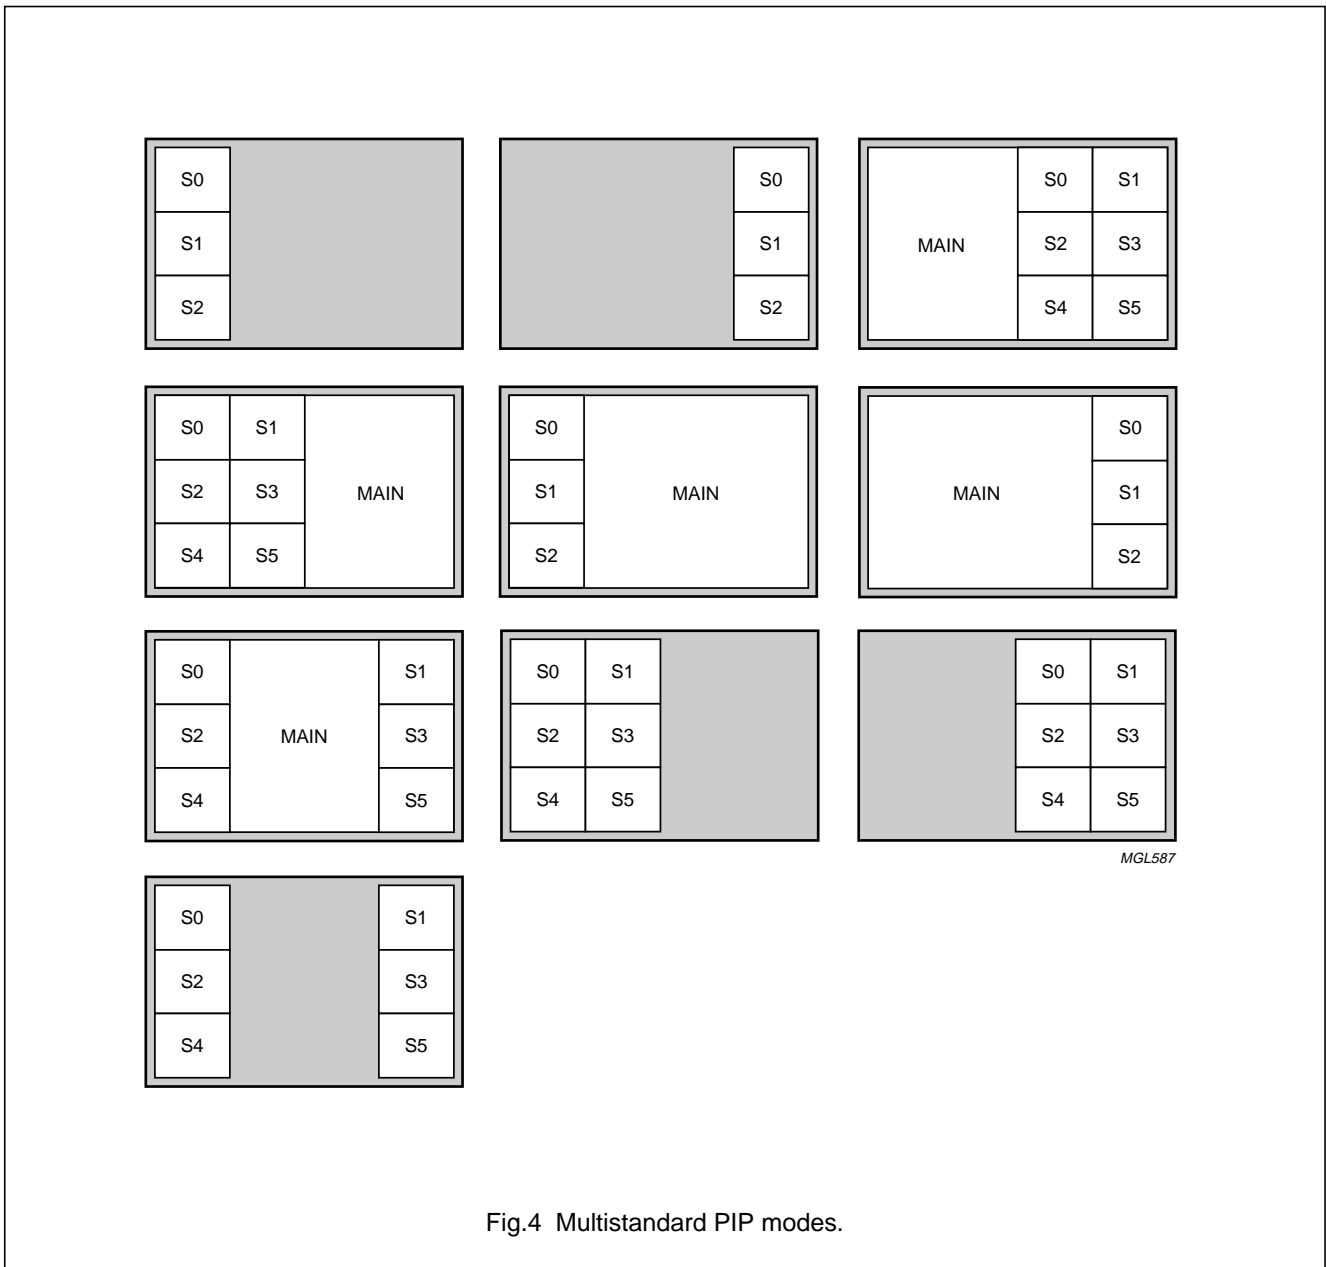 S0 S0 S0 S1
S1 S1 MAIN S2 S3
S2 S2 S4 S5
S0 S1 S0 S0
S2 S3 MAIN S1 MAIN MAIN S1
S4 S5 S2 S2
S0 S1 S0 S1 S0 S1
S2 MAIN S3 S2 S3 S2 S3
S4 S5 S4 S5 S4 S5
MGL587
S0 S1
S2 S3
S4 S5
Fig.4 Multistandard PIP modes.